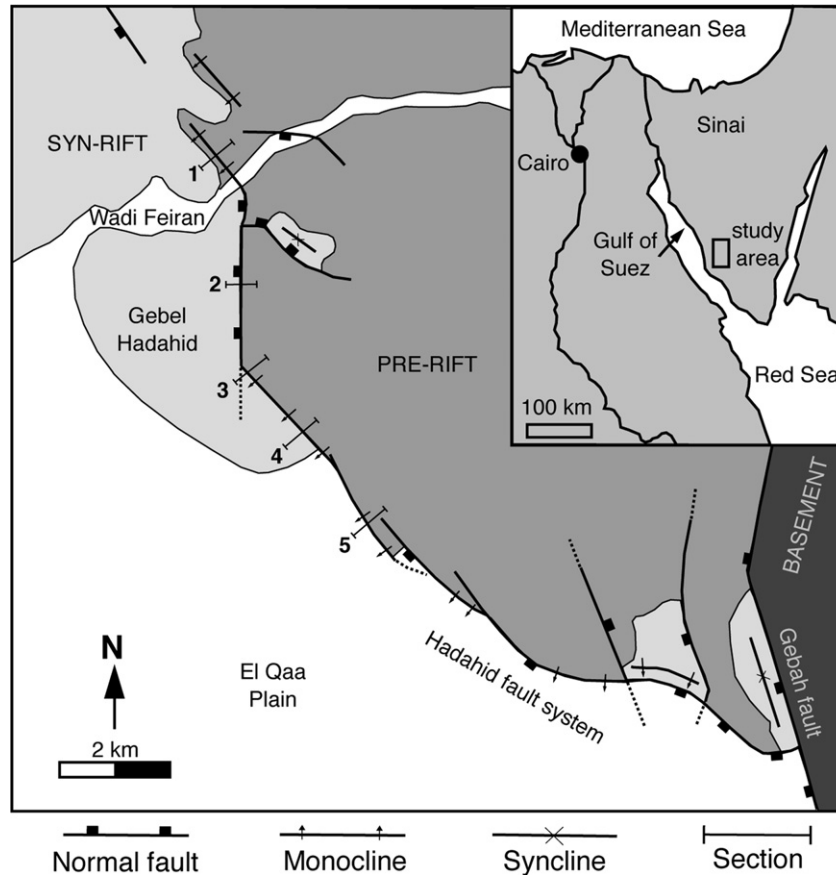 Mediterranean Sea
Sinai
Cairo
Gulf of
Suez
study
area
Red Sea
100 km
SYN-RIFT
1
Wadi Feiran
2
Gebel
Hadahid
PRE-RIFT
3
4
5
BASEMENT
Gebah fault
Hadahid fault system
N
El Qaa
Plain
2 km
Normal fault
Monocline
Syncline
Section